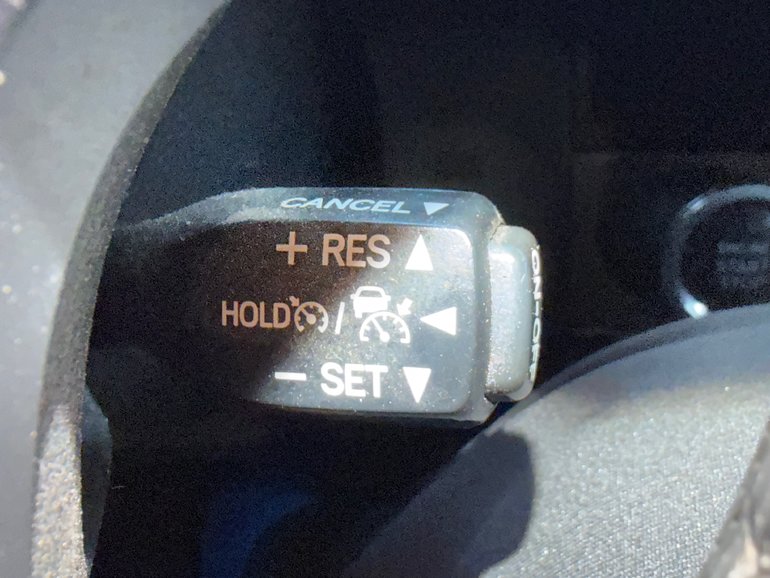 CANCEL ▼
+ RES ▲
HOLD / ◀
− SET ▼
ON-OFF